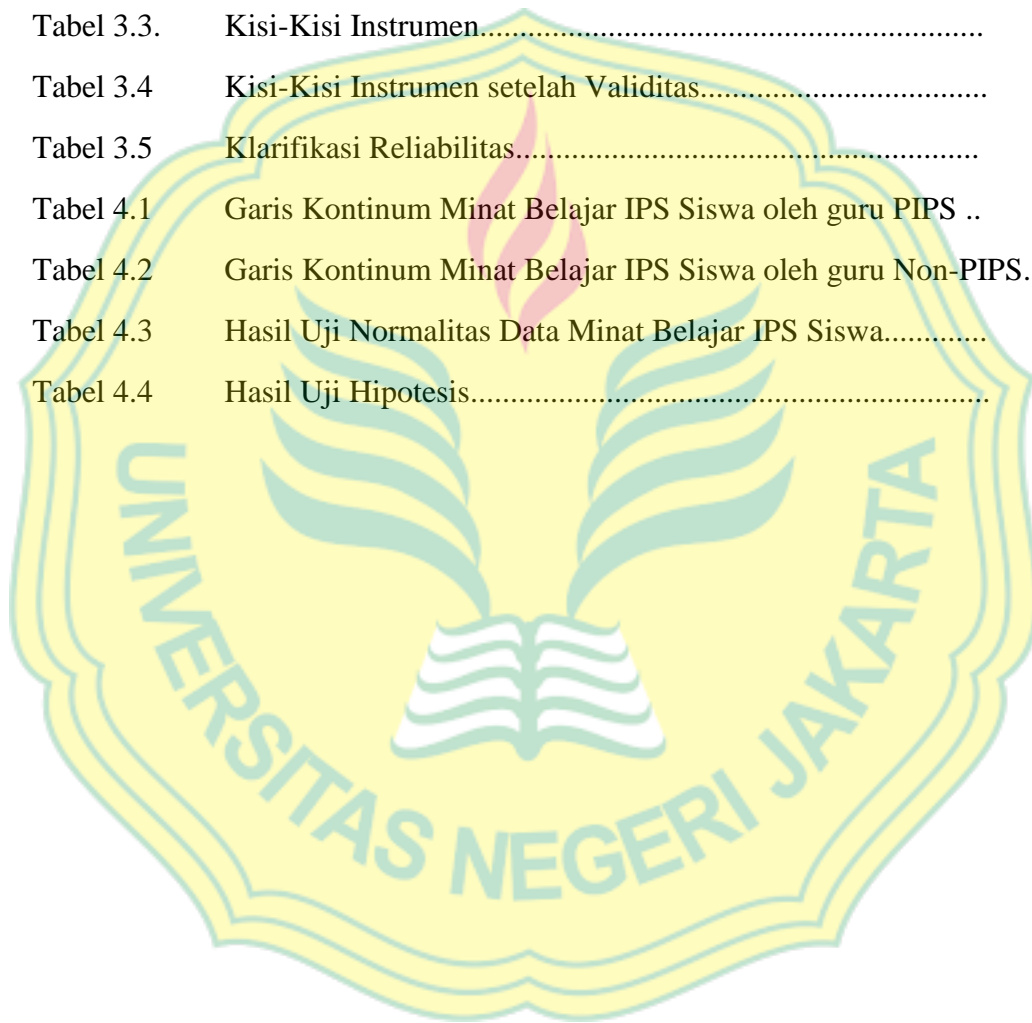 Tabel 3.3. Kisi-Kisi Instrumen...............................................................
Tabel 3.4 Kisi-Kisi Instrumen setelah Validitas....................................
Tabel 3.5 Klarifikasi Reliabilitas..........................................................
Tabel 4.1 Garis Kontinum Minat Belajar IPS Siswa oleh guru PIPS ..
Tabel 4.2 Garis Kontinum Minat Belajar IPS Siswa oleh guru Non-PIPS.
Tabel 4.3 Hasil Uji Normalitas Data Minat Belajar IPS Siswa.............
Tabel 4.4 Hasil Uji Hipotesis.................................................................
UNIVERSITAS NEGERI JAKARTA